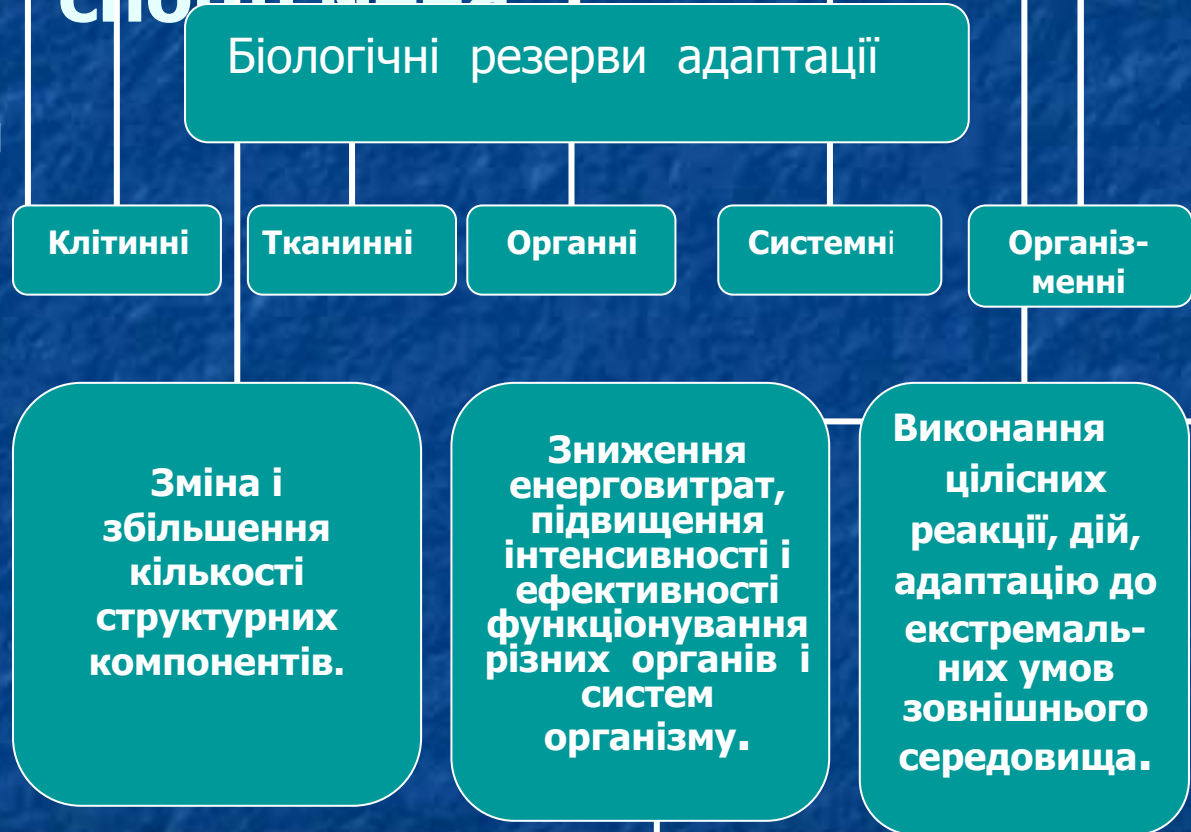 Біологічні резерви адаптації
Клітинні
Тканинні
Органні
Системні
Організ-
менні
Зміна і
збільшення
кількості
структурних
компонентів.
Зниження
енерговитрат,
підвищення
інтенсивності і
ефективності
функціонування
різних органів і
систем
організму.
Виконання
цілісних
реакції, дій,
адаптацію до
екстремаль-
них умов
зовнішнього
середовища.